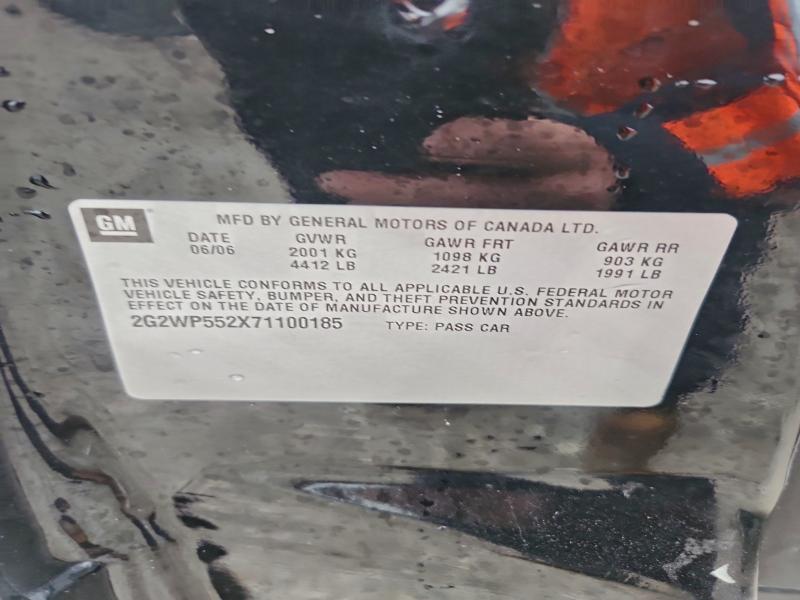 GM
MFD BY GENERAL MOTORS OF CANADA LTD.
DATE GVWR GAWR FRT GAWR RR
06/06 2001 KG 1098 KG 903 KG
4412 LB 2421 LB 1991 LB
THIS VEHICLE CONFORMS TO ALL APPLICABLE U.S. FEDERAL MOTOR
VEHICLE SAFETY, BUMPER, AND THEFT PREVENTION STANDARDS IN
EFFECT ON THE DATE OF MANUFACTURE SHOWN ABOVE.
2G2WP552X71100185 TYPE: PASS CAR